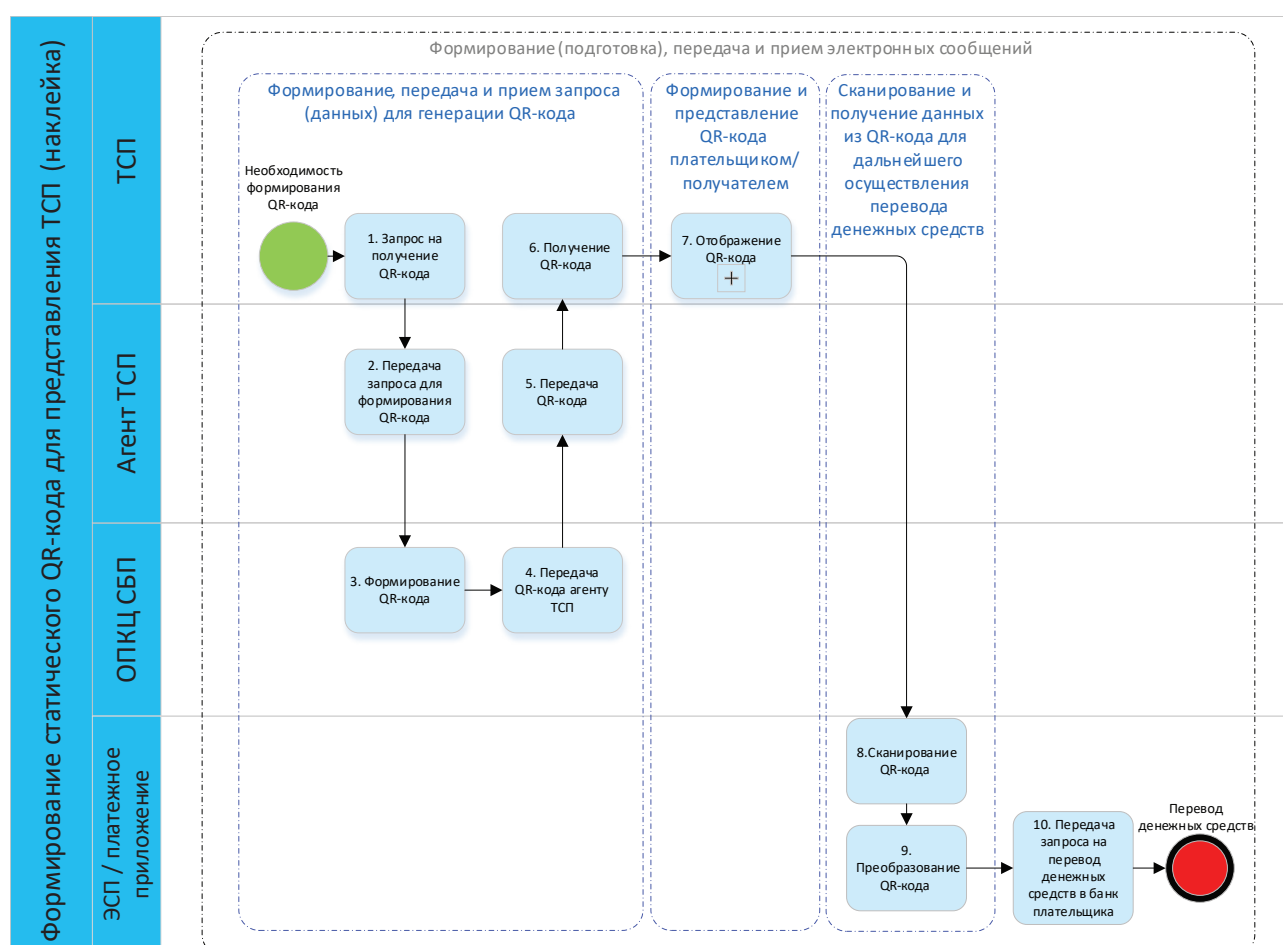 Формирование статического QR-кода для представления ТСП (наклейка)
ТСП
Агент ТСП
ОПКЦ СБП
ЭСП / платежное
приложение
Формирование (подготовка), передача и прием электронных сообщений
Формирование, передача и прием запроса
(данных) для генерации QR-кода
Формирование и
представление
QR-кода
плательщиком/
получателем
Сканирование и
получение данных
из QR-кода для
дальнейшего
осуществления
перевода
денежных средств
Необходимость
формирования
QR-кода
1. Запрос на
получение
QR-кода
6. Получение
QR-кода
7. Отображение
QR-кода
2. Передача
запроса для
формирования
QR-кода
5. Передача
QR-кода
3. Формирование
QR-кода
4. Передача
QR-кода агенту
ТСП
8.Сканирование
QR-кода
9.
Преобразование
QR-кода
10. Передача
запроса на
перевод
денежных
средств в банк
плательщика
Перевод
денежных средств